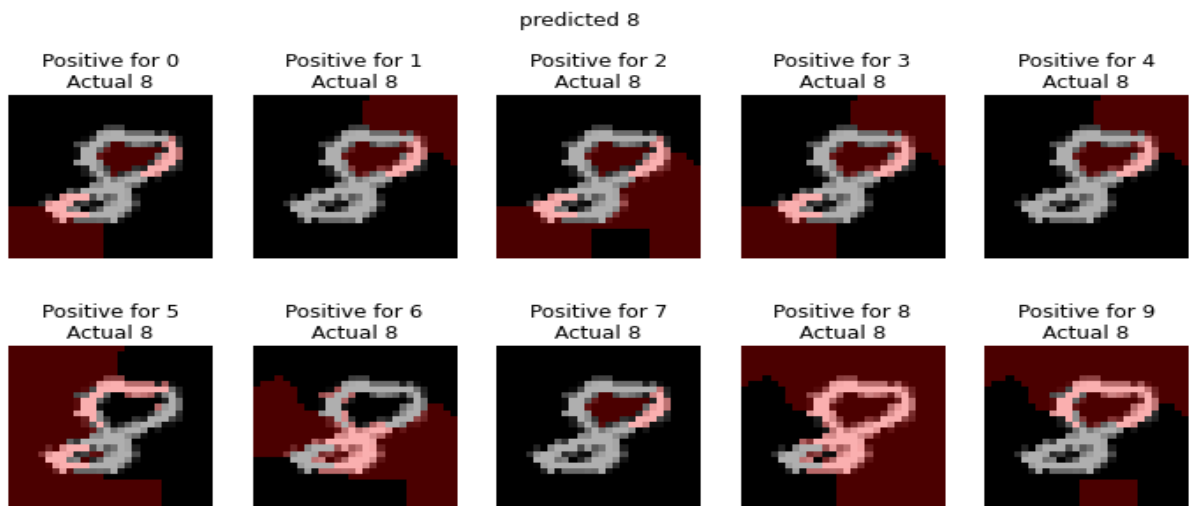 predicted 8
Positive for 0
Actual 8
Positive for 1
Actual 8
Positive for 2
Actual 8
Positive for 3
Actual 8
Positive for 4
Actual 8
Positive for 5
Actual 8
Positive for 6
Actual 8
Positive for 7
Actual 8
Positive for 8
Actual 8
Positive for 9
Actual 8